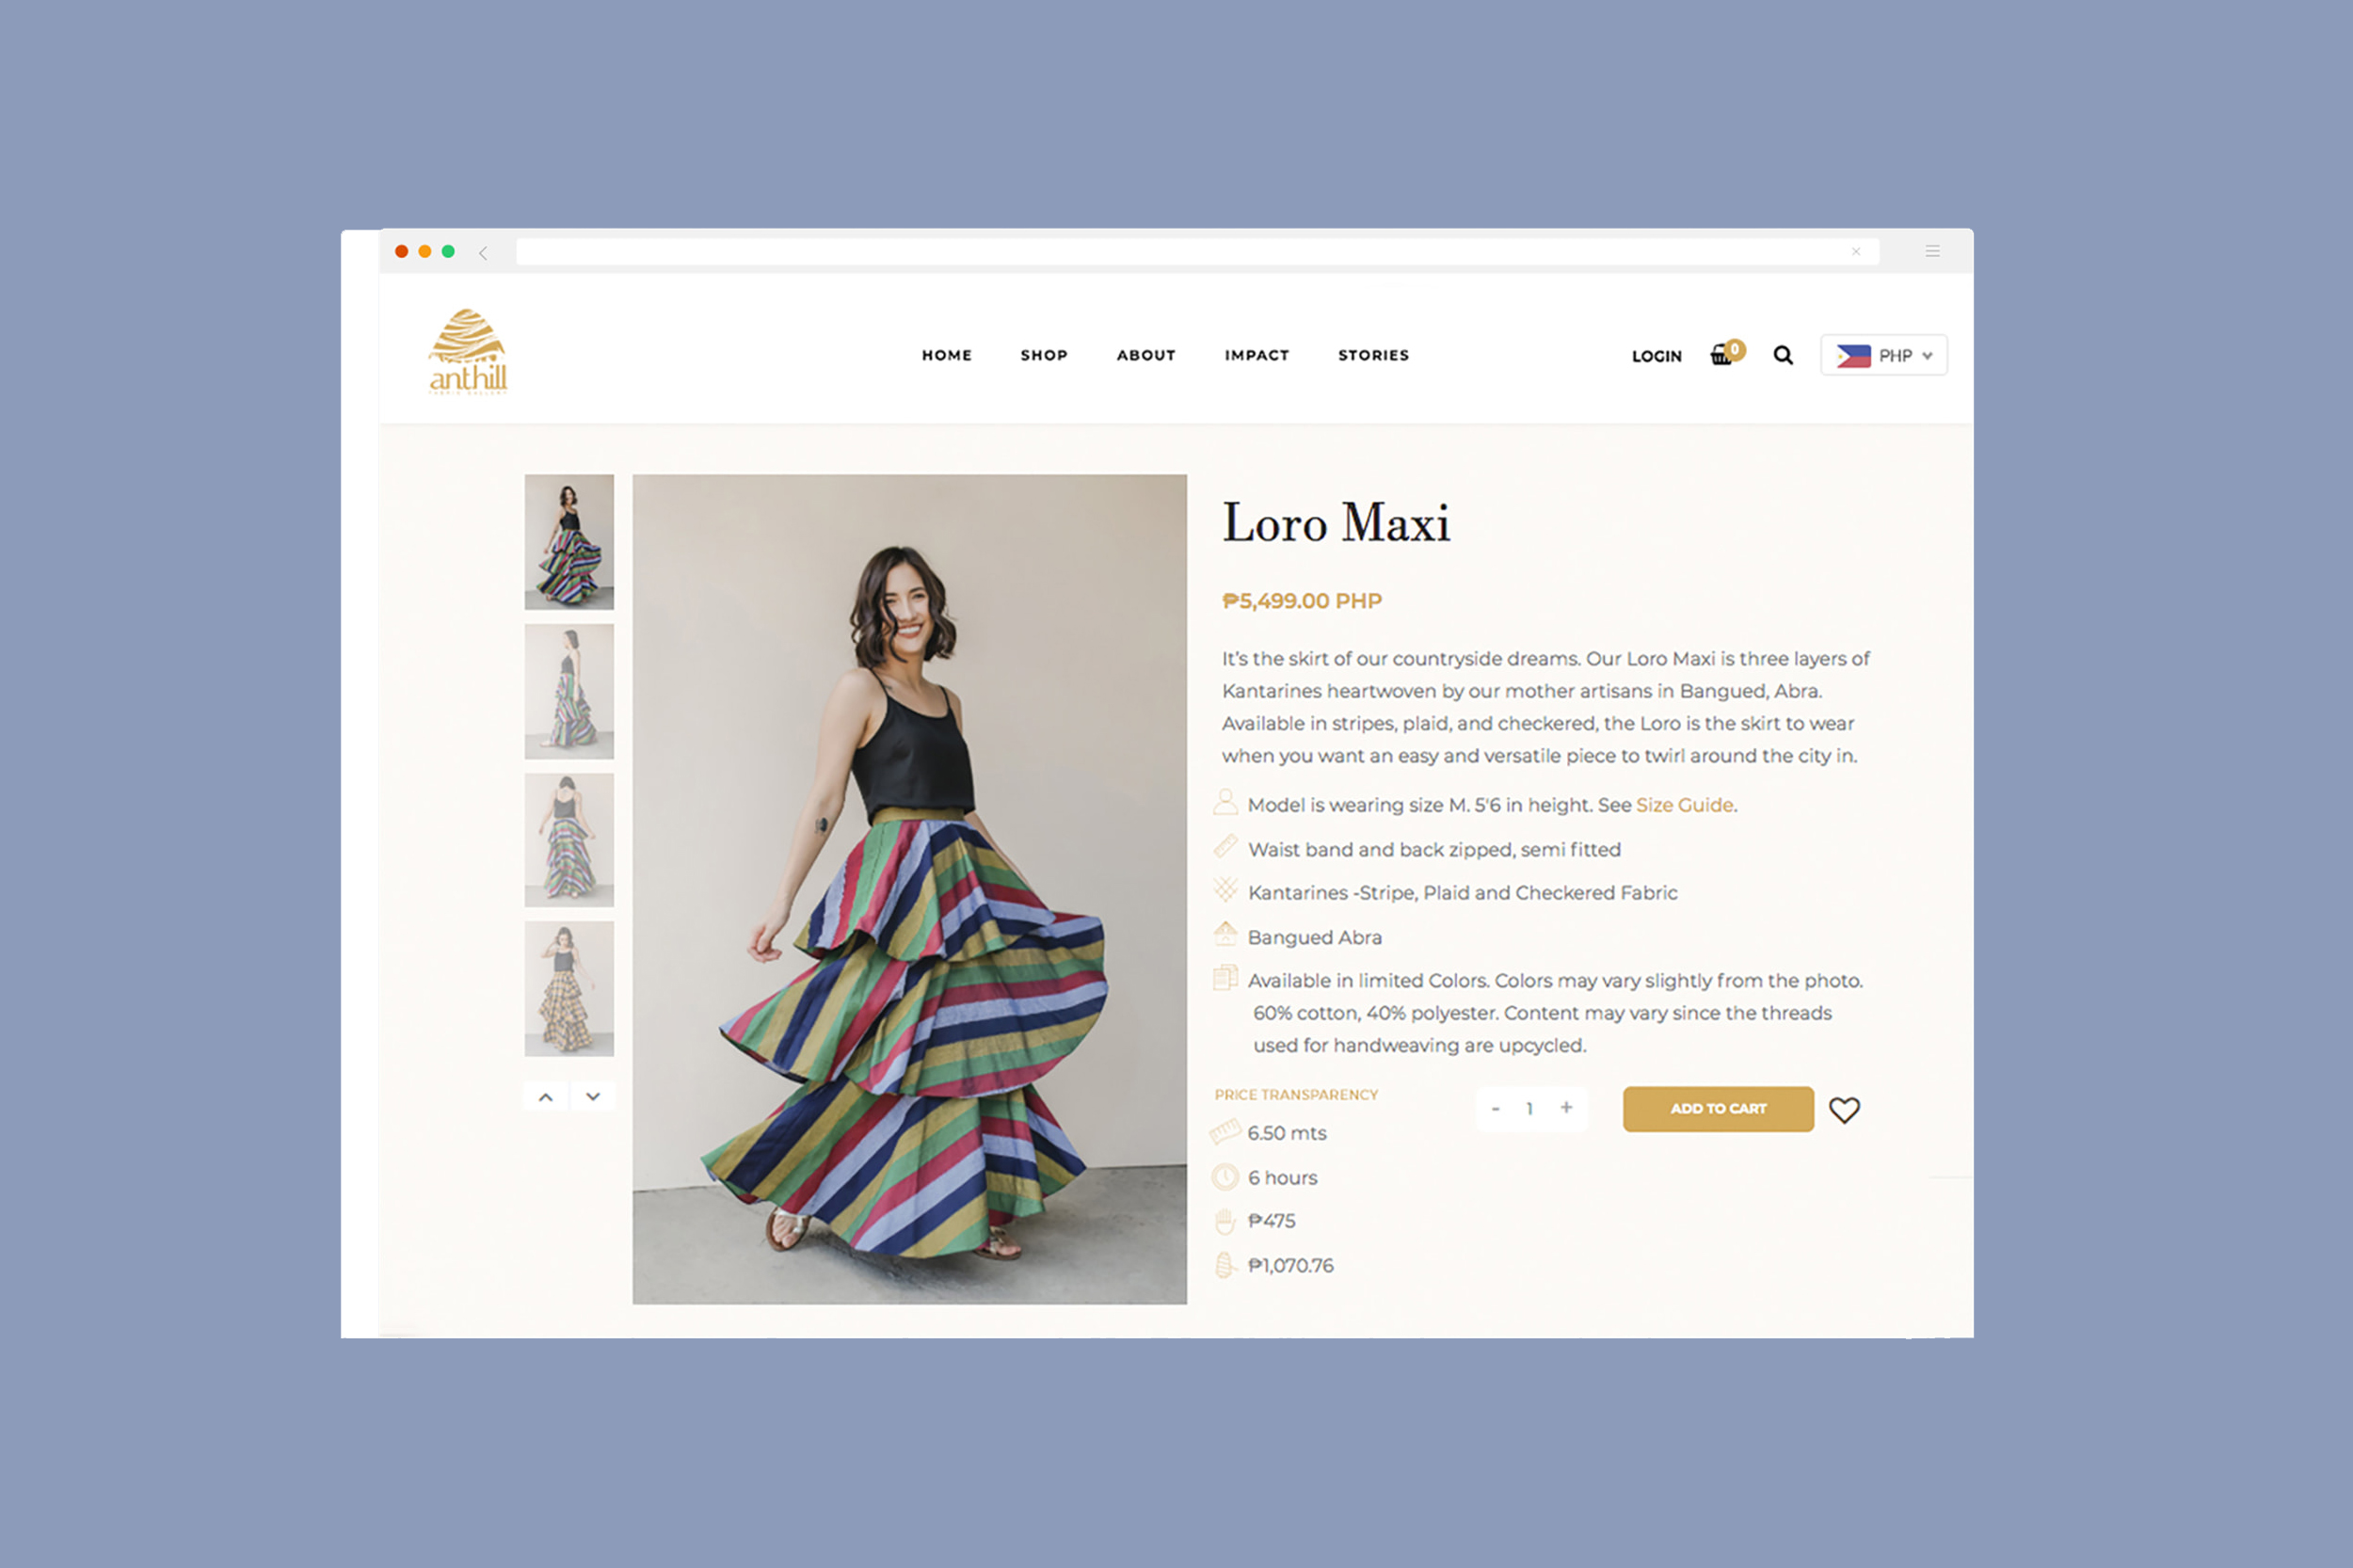 anthill
FABRIC GALLERY
HOME SHOP ABOUT IMPACT STORIES
LOGIN 0 PHP
Loro Maxi
₱5,499.00 PHP
It's the skirt of our countryside dreams. Our Loro Maxi is three layers of
Kantarines heartwoven by our mother artisans in Bangued, Abra.
Available in stripes, plaid, and checkered, the Loro is the skirt to wear
when you want an easy and versatile piece to twirl around the city in.
Model is wearing size M. 5'6 in height. See Size Guide.
Waist band and back zipped, semi fitted
Kantarines -Stripe, Plaid and Checkered Fabric
Bangued Abra
Available in limited Colors. Colors may vary slightly from the photo.
60% cotton, 40% polyester. Content may vary since the threads
used for handweaving are upcycled.
PRICE TRANSPARENCY
- 1 + ADD TO CART
6.50 mts
6 hours
₱475
₱1,070.76